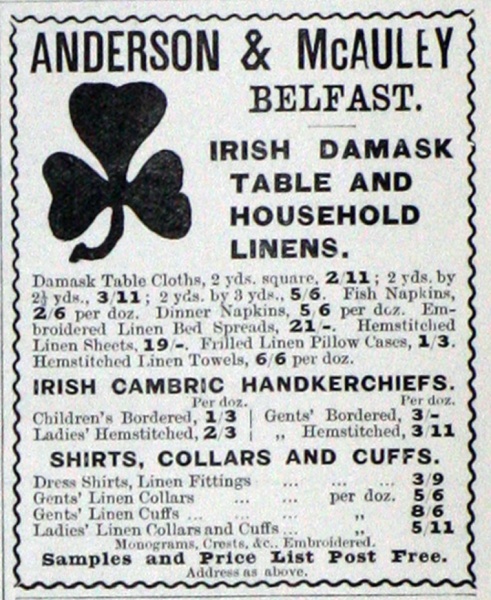 ANDERSON & McAULEY
BELFAST.
IRISH DAMASK
TABLE AND
HOUSEHOLD
LINENS.
Damask Table Cloths, 2 yds. square, 2/11; 2 yds. by
2½ yds., 3/11; 2 yds. by 3 yds., 5/6. Fish Napkins,
2/6 per doz. Dinner Napkins, 5/6 per doz. Em-
broidered Linen Bed Spreads, 21/-. Hemstitched
Linen Sheets, 19/-. Frilled Linen Pillow Cases, 1/3.
Hemstitched Linen Towels, 6/6 per doz.
IRISH CAMBRIC HANDKERCHIEFS.
Per doz. Per doz.
Children's Bordered, 1/3 | Gents' Bordered, 3/-
Ladies' Hemstitched, 2/3 | „ Hemstitched, 3/11
SHIRTS, COLLARS AND CUFFS.
Dress Shirts, Linen Fittings ... ... ... 3/9
Gents' Linen Collars ... ... per doz. 5/6
Gents' Linen Cuffs ... ... ... „ 8/6
Ladies' Linen Collars and Cuffs ... „ 5/11
Monograms, Crests, &c., Embroidered.
Samples and Price List Post Free.
Address as above.